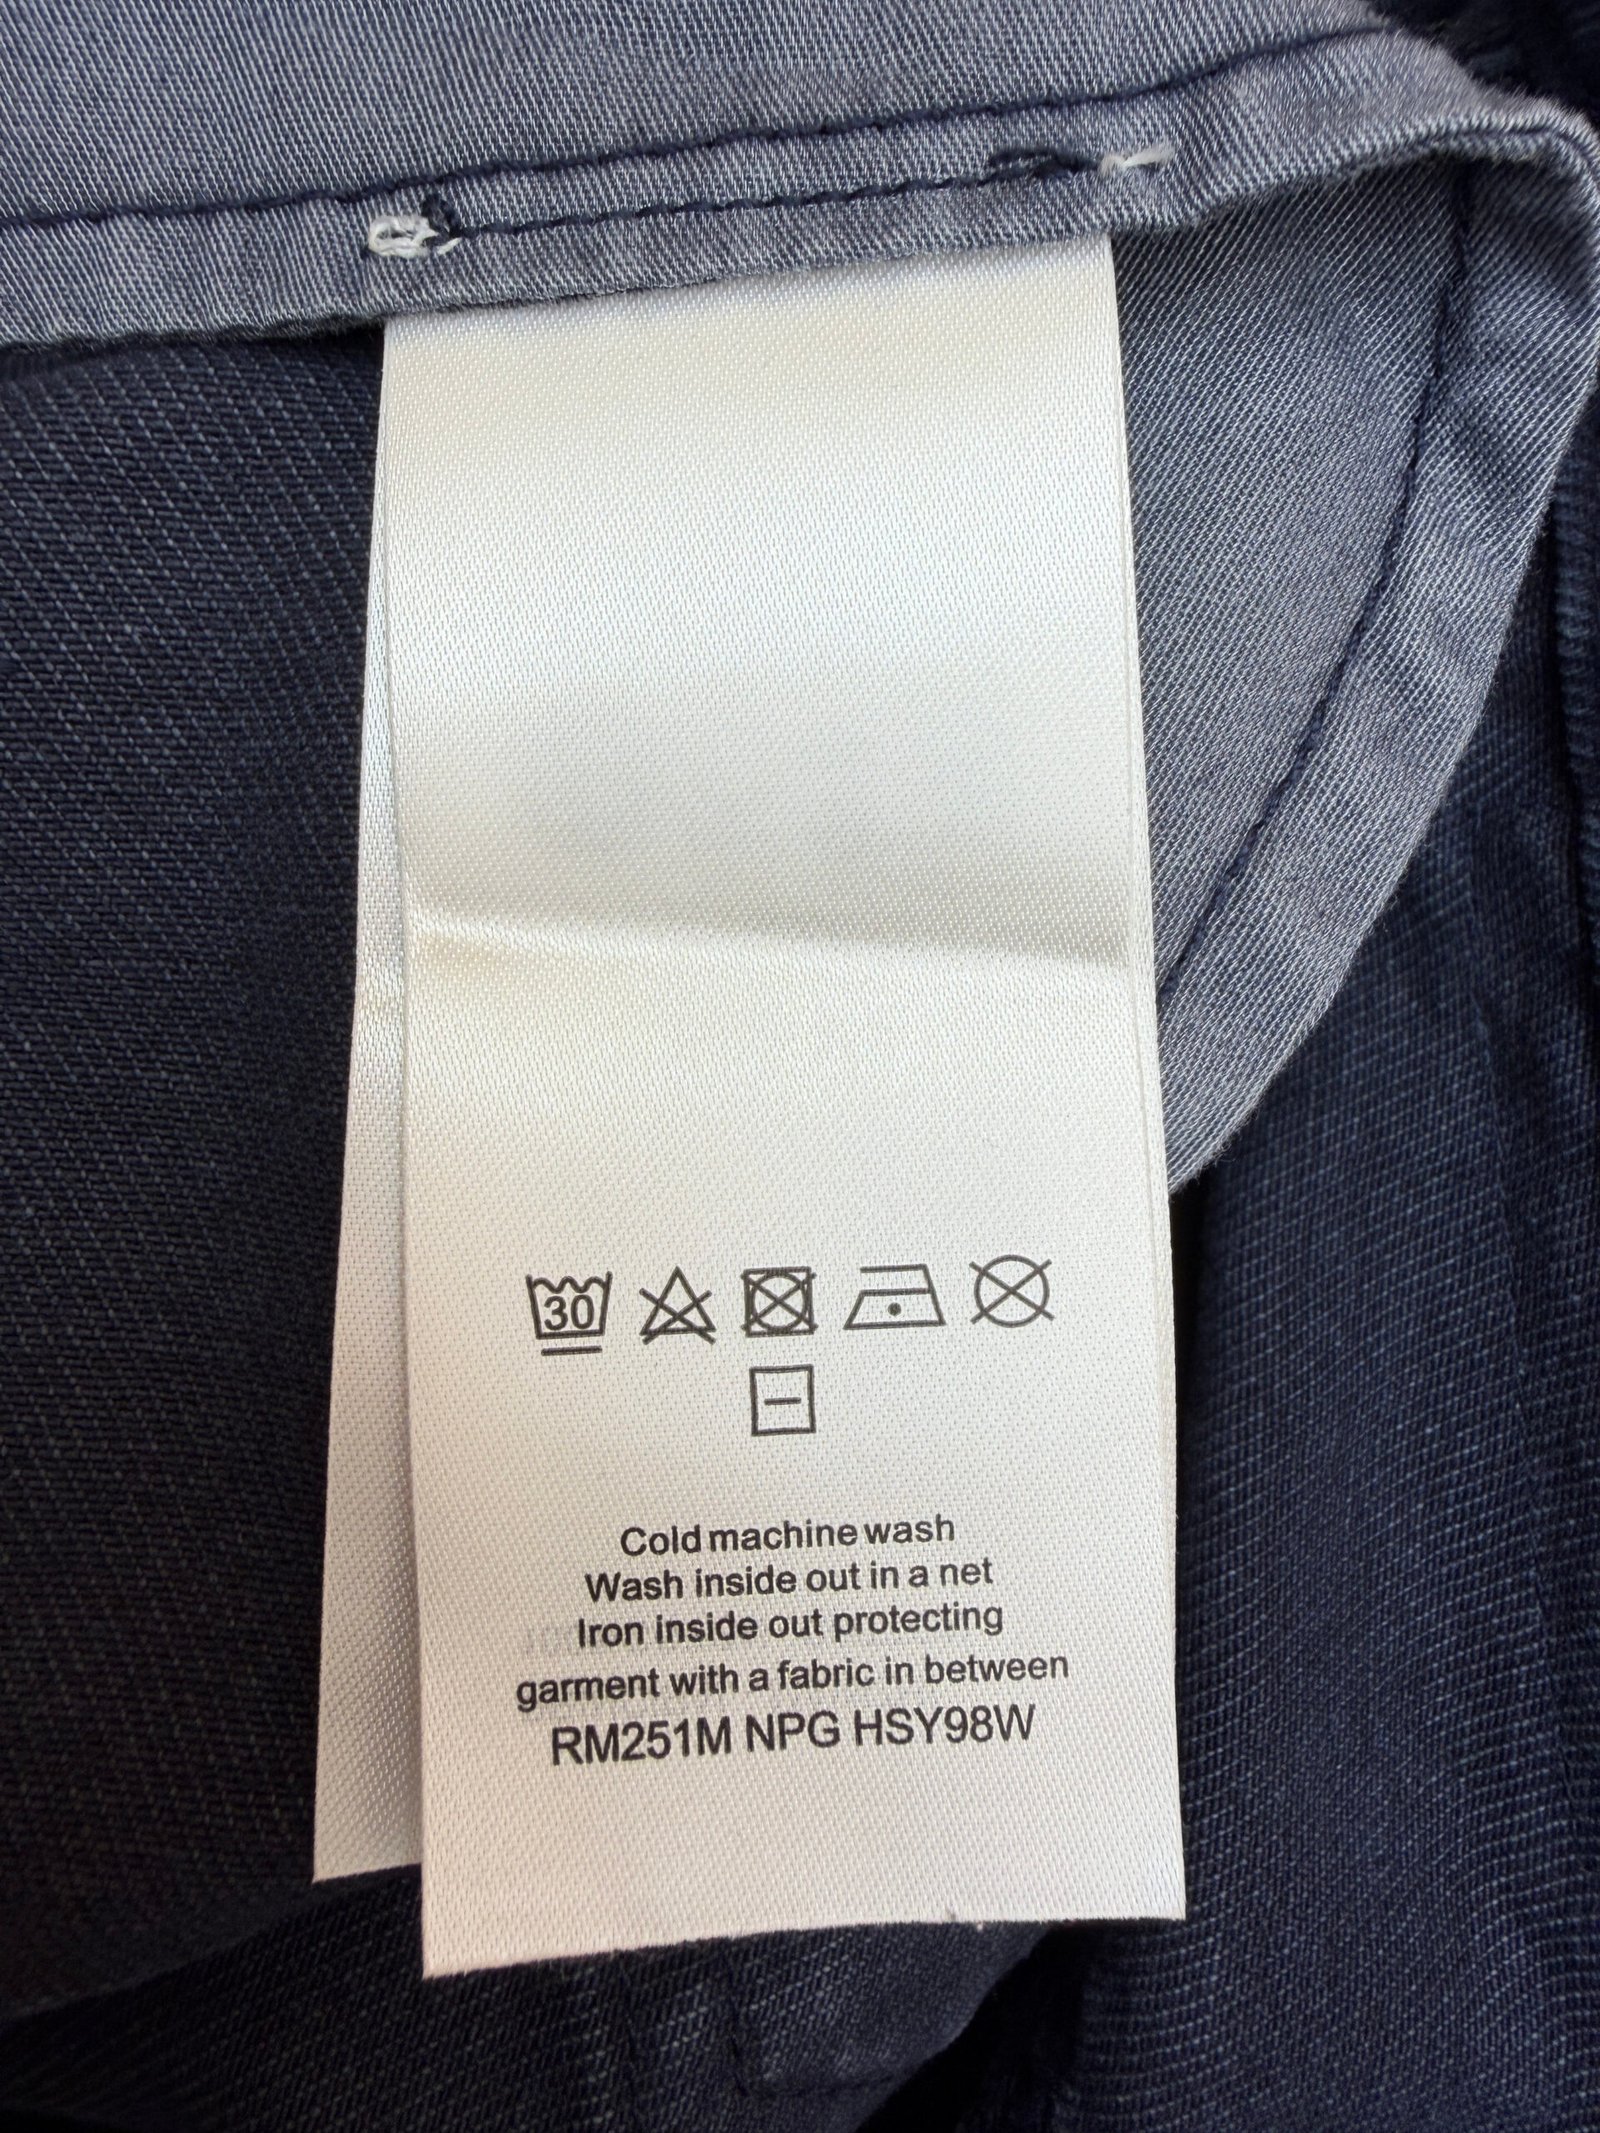 30
Cold machine wash
Wash inside out in a net
Iron inside out protecting
garment with a fabric in between
RM251M NPG HSY98W